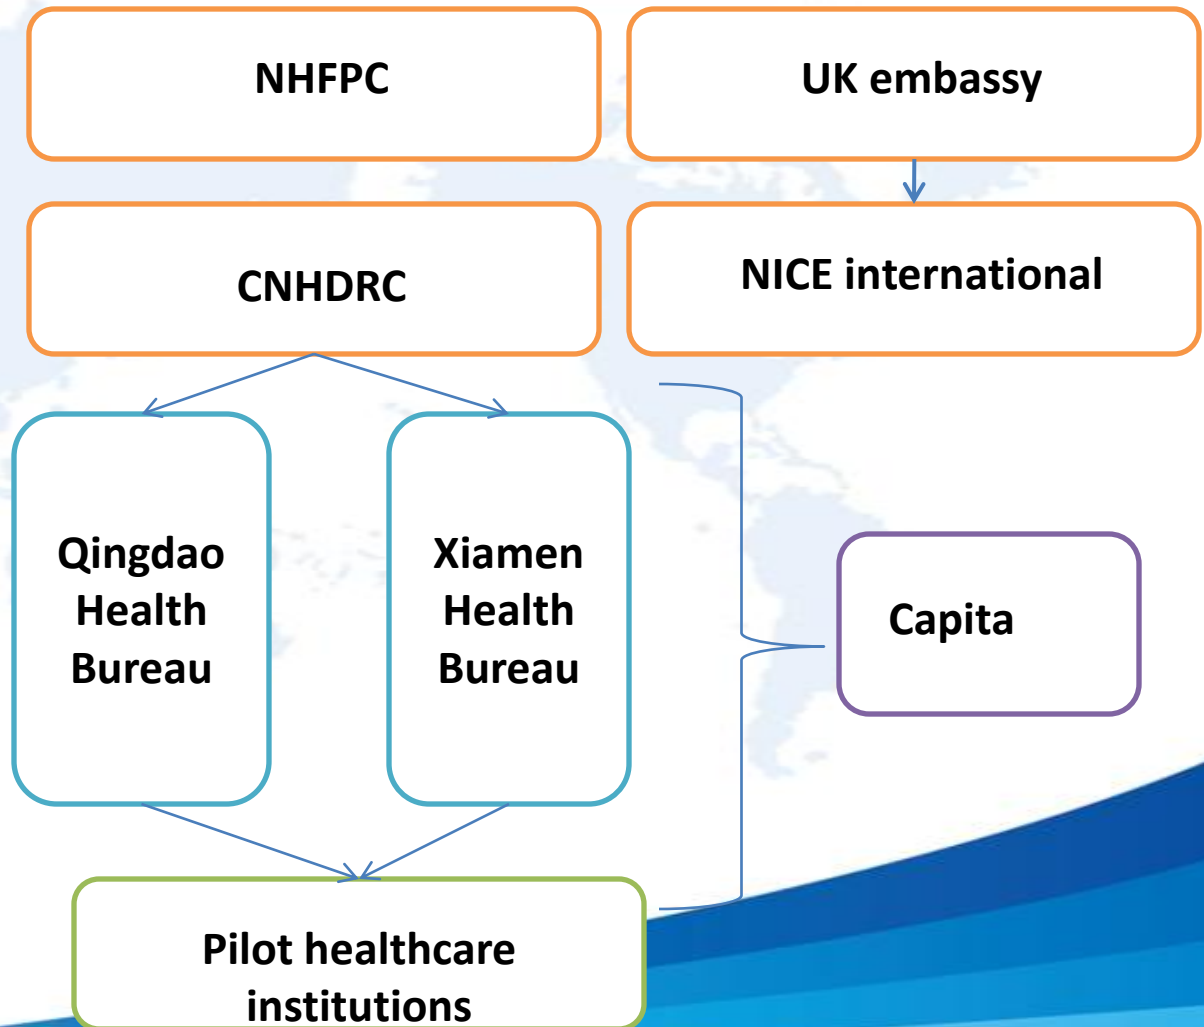 NHFPC
UK embassy
CNHDRC
NICE international
Qingdao
Health
Bureau
Xiamen
Health
Bureau
Capita
Pilot healthcare
institutions